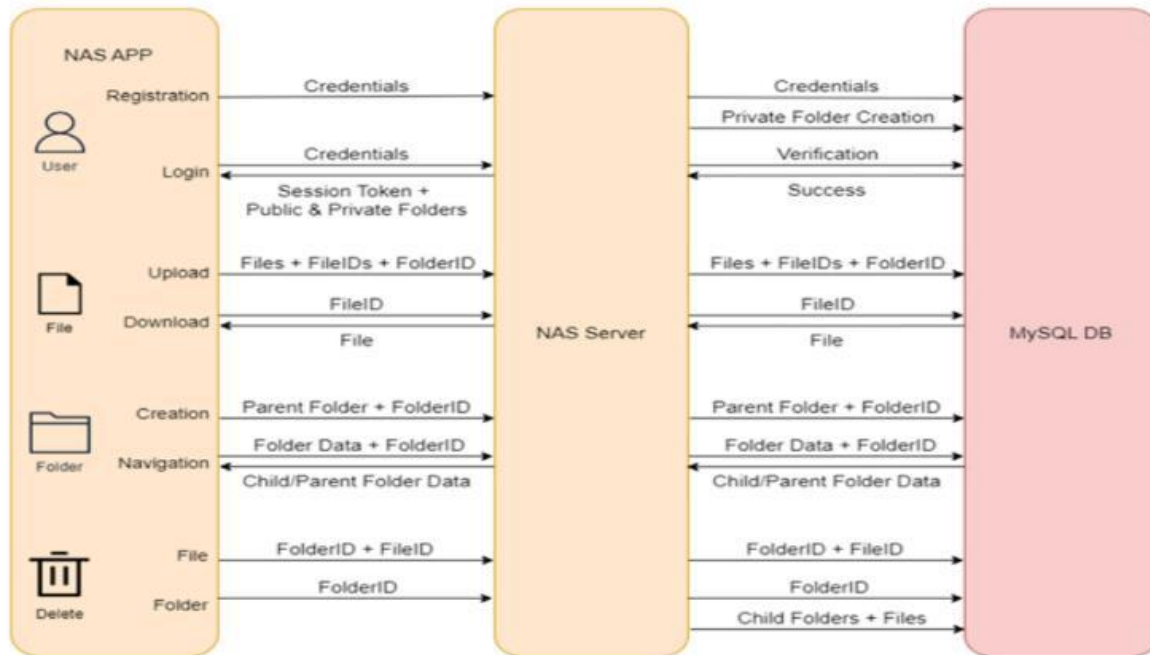 NAS APP
Registration
Credentials
Credentials
Private Folder Creation
User
Login
Credentials
Verification
Session Token +
Public & Private Folders
Success
Upload
Files + FileIDs + FolderID
Files + FileIDs + FolderID
File
Download
FileID
FileID
File
File
NAS Server
MySQL DB
Creation
Parent Folder + FolderID
Parent Folder + FolderID
Folder
Navigation
Folder Data + FolderID
Folder Data + FolderID
Child/Parent Folder Data
Child/Parent Folder Data
File
FolderID + FileID
FolderID + FileID
Delete
Folder
FolderID
FolderID
Child Folders + Files